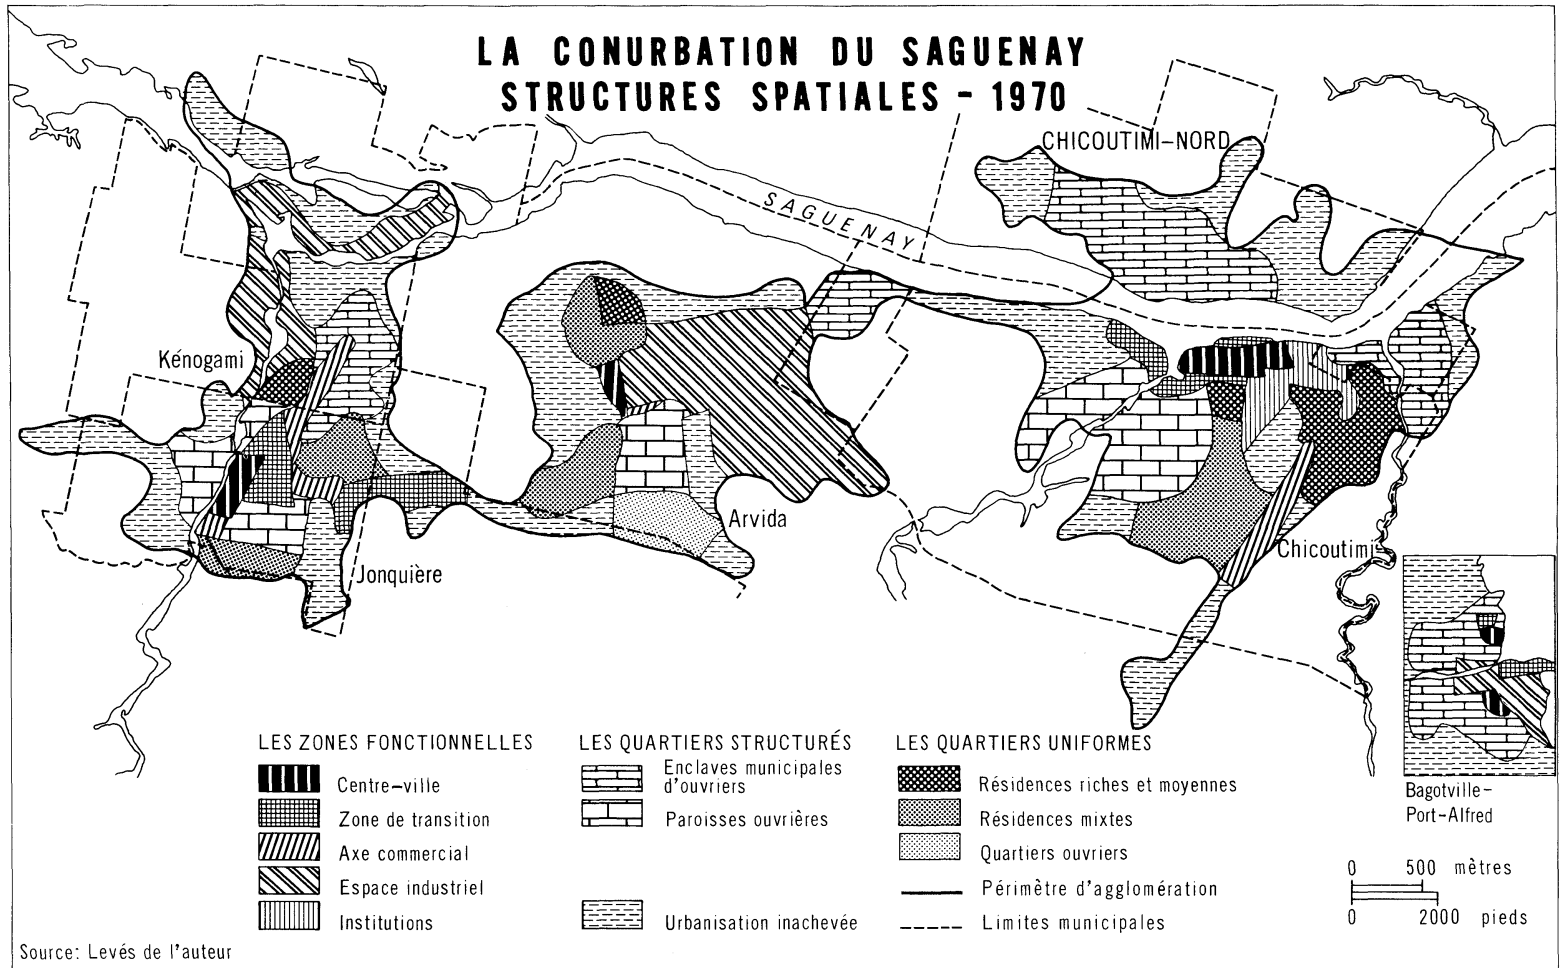 LA CONURBATION DU SAGUENAY
STRUCTURES SPATIALES - 1970
CHICOUTIMI-NORD
SAGUENAY
Kénogami
Arvida
Chicoutimi
Jonquière
LES ZONES FONCTIONNELLES
Centre-ville
Zone de transition
Axe commercial
Espace industriel
Institutions
LES QUARTIERS STRUCTURÉS
Enclaves municipales
d'ouvriers
Paroisses ouvrières
Urbanisation inachevée
LES QUARTIERS UNIFORMES
Résidences riches et moyennes
Résidences mixtes
Quartiers ouvriers
Périmètre d'agglomération
Limites municipales
Bagotville-
Port-Alfred
0 500 mètres
0 2000 pieds
Source: Levés de l'auteur